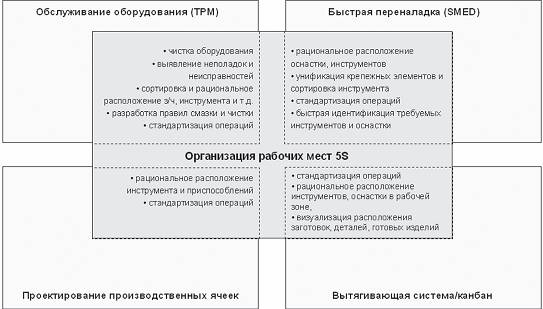 Обслуживание оборудования (TPM)
Быстрая переналадка (SMED)
• чистка оборудования
• выявление неполадок и
неисправностей
• сортировка и рациональное
расположение з/ч, инструмента и т.д.
• разработка правил смазки и чистки
• стандартизация операций
• рациональное расположение
оснастки, инструментов
• унификация крепежных элементов и
сортировка инструмента
• стандартизация операций
• быстрая идентификация требуемых
инструментов и оснастки
Организация рабочих мест 5S
• рациональное расположение
инструмента и приспособлений
• стандартизация операций
• стандартизация операций
• рациональное расположение
инструментов, оснастки в рабочей
зоне,
• визуализация расположения
заготовок, деталей, готовых изделий
Проектирование производственных ячеек
Вытягивающая система/канбан